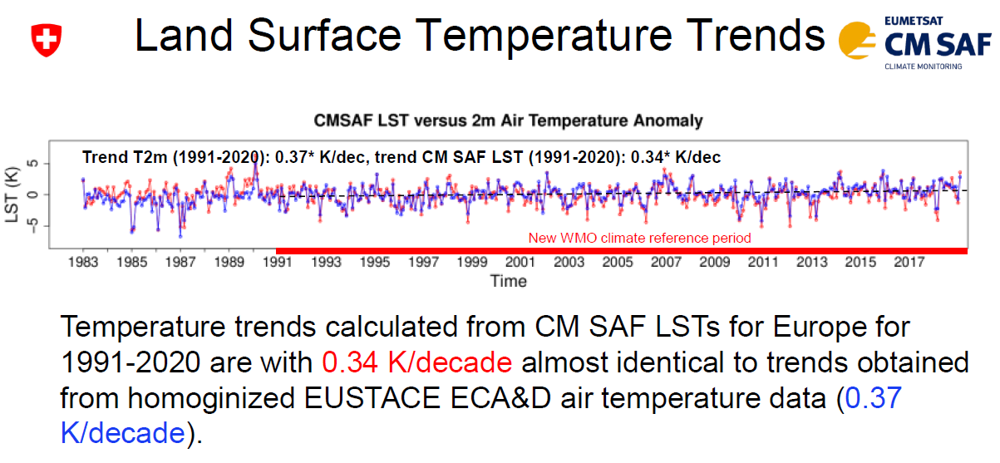 Land Surface Temperature Trends
EUMETSAT
CM SAF
CLIMATE MONITORING
CMSAF LST versus 2m Air Temperature Anomaly
Trend T2m (1991-2020): 0.37* K/dec, trend CM SAF LST (1991-2020): 0.34* K/dec
LST (K)
5
0
−5
New WMO climate reference period
1983 1985 1987 1989 1991 1993 1995 1997 1999 2001 2003 2005 2007 2009 2011 2013 2015 2017
Time
Temperature trends calculated from CM SAF LSTs for Europe for
1991-2020 are with 0.34 K/decade almost identical to trends obtained
from homoginized EUSTACE ECA&D air temperature data (0.37
K/decade).